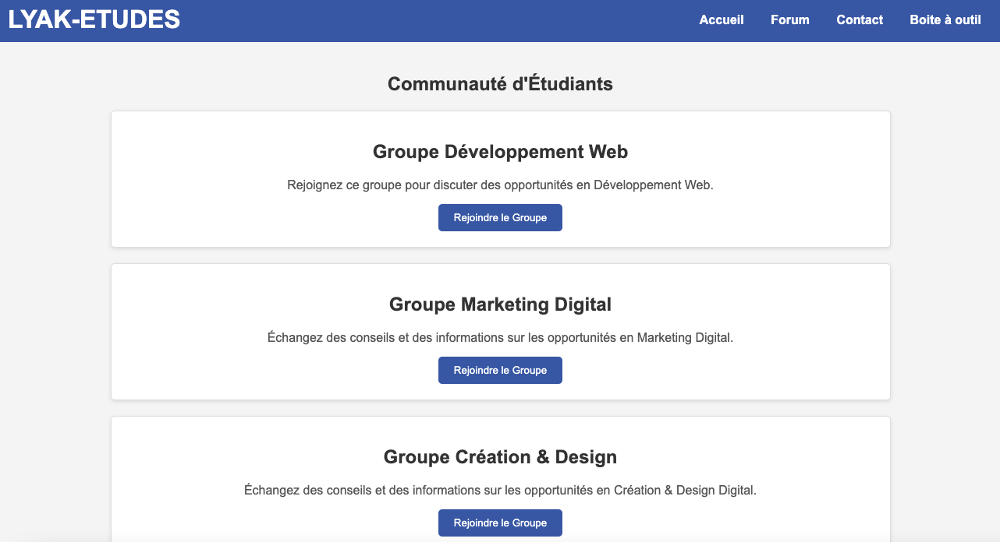 LYAK-ETUDES
Accueil Forum Contact Boite à outil
Communauté d'Étudiants
Groupe Développement Web
Rejoignez ce groupe pour discuter des opportunités en Développement Web.
Rejoindre le Groupe
Groupe Marketing Digital
Échangez des conseils et des informations sur les opportunités en Marketing Digital.
Rejoindre le Groupe
Groupe Création & Design
Échangez des conseils et des informations sur les opportunités en Création & Design Digital.
Rejoindre le Groupe